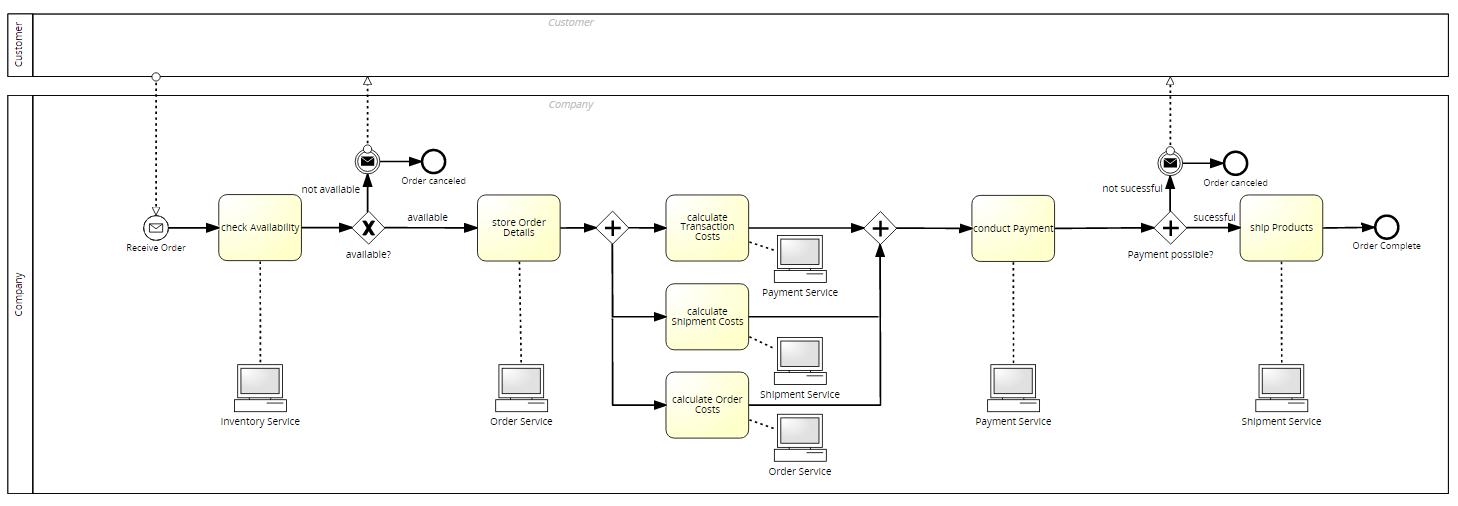 Customer
Customer
Company
Company
Order canceled
Order canceled
not available
not sucessful
Receive Order
check Availability
available?
available
store Order
Details
calculate
Transaction
Costs
Payment Service
calculate
Shipment Costs
Shipment Service
calculate Order
Costs
Order Service
conduct Payment
Payment possible?
sucessful
ship Products
Order Complete
Inventory Service
Order Service
Payment Service
Shipment Service